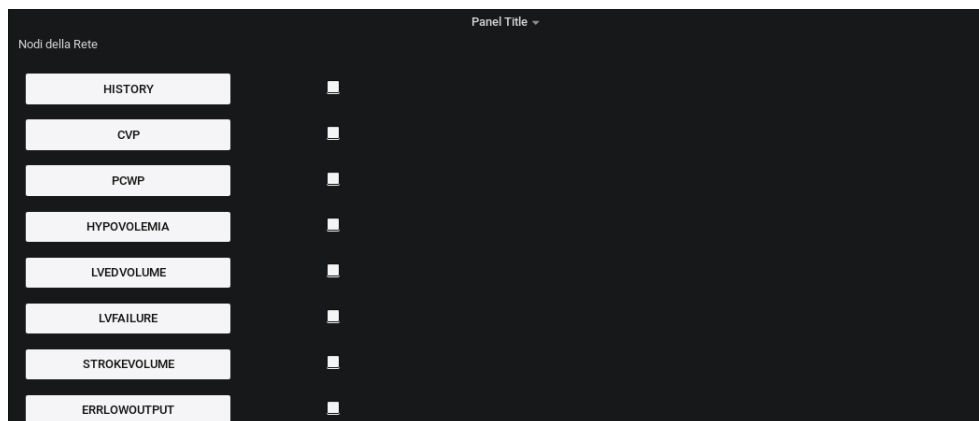 Panel Title
Nodi della Rete
HISTORY
CVP
PCWP
HYPOVOLEMIA
LVEDVOLUME
LVFAILURE
STROKEVOLUME
ERRLOWOUTPUT